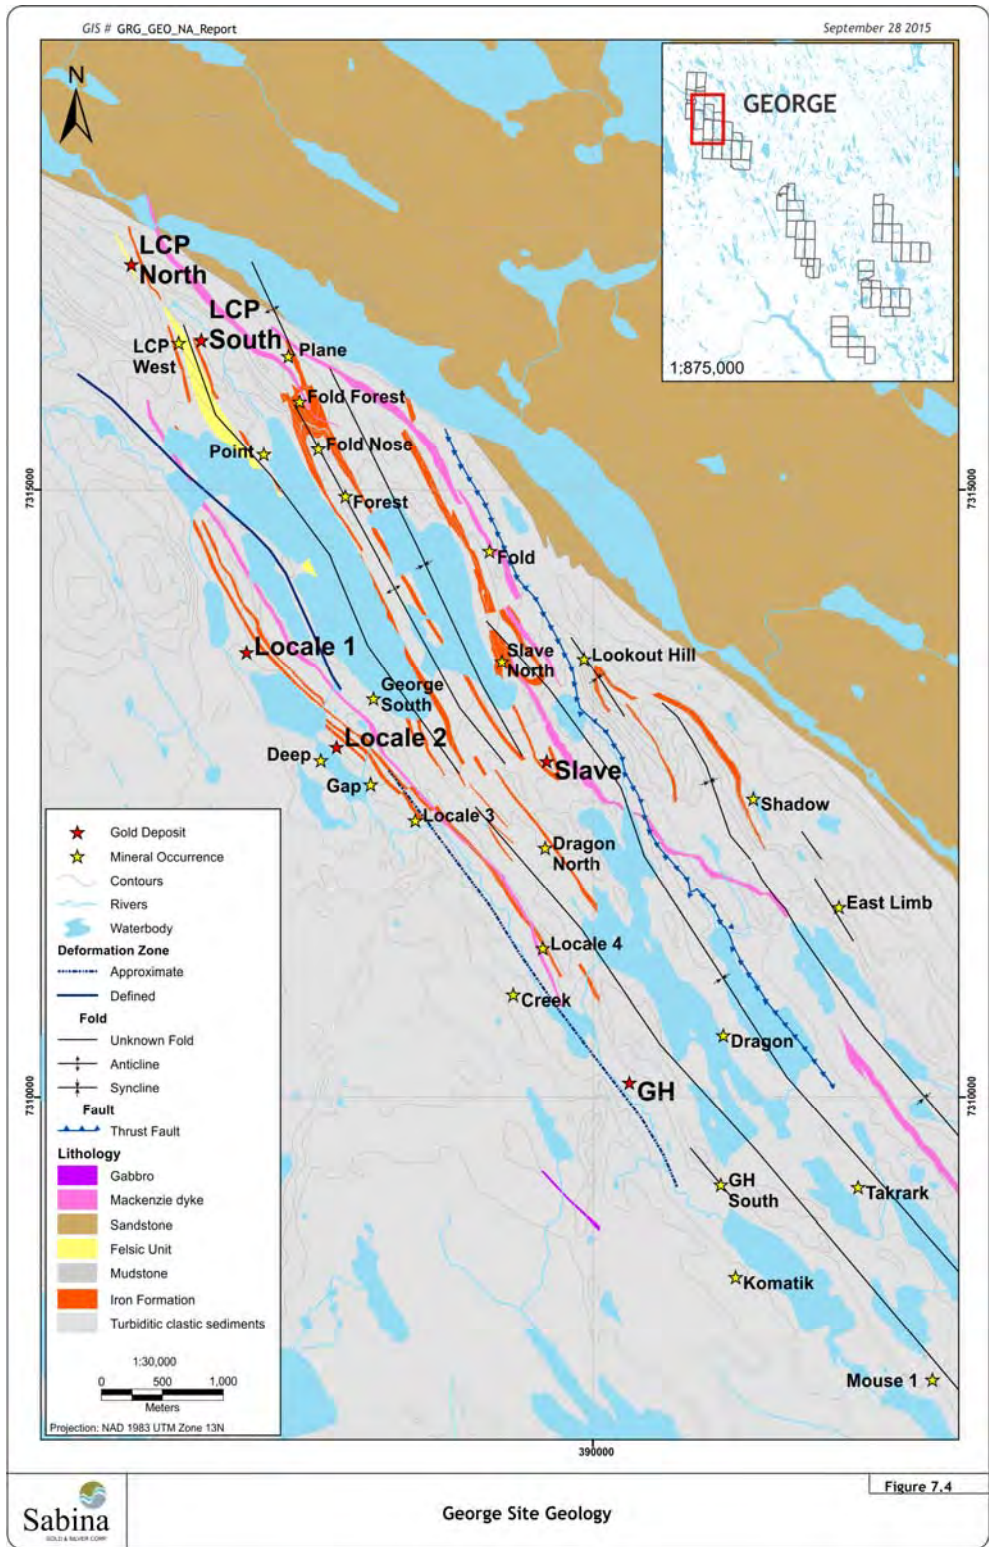 GIS # GRG_GEO_NA_Report
September 28 2015
N
GEORGE
1:875,000
LCP
North
LCP
South
LCP
West
Plane
Fold Forest
Fold Nose
Point
Forest
7315000
7315000
Fold
Locale 1
Slave
North
Lookout Hill
George
South
Locale 2
Deep
Slave
Gap
Shadow
Locale 3
Dragon
North
East Limb
Locale 4
Creek
Dragon
GH
7310000
7310000
GH
South
Takrark
Komatik
Mouse 1
Gold Deposit
Mineral Occurrence
Contours
Rivers
Waterbody
Deformation Zone
Approximate
Defined
Fold
Unknown Fold
Anticline
Syncline
Fault
Thrust Fault
Lithology
Gabbro
Mackenzie dyke
Sandstone
Felsic Unit
Mudstone
Iron Formation
Turbiditic clastic sediments
1:30,000
0 500 1,000
Meters
Projection: NAD 1983 UTM Zone 13N
390000
Figure 7.4
Sabina
GOLD & SILVER CORP.
George Site Geology